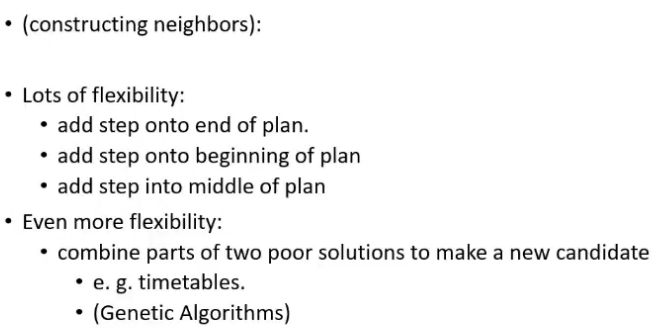 • (constructing neighbors):
• Lots of flexibility:
• add step onto end of plan.
• add step onto beginning of plan
• add step into middle of plan
• Even more flexibility:
• combine parts of two poor solutions to make a new candidate
• e. g. timetables.
• (Genetic Algorithms)